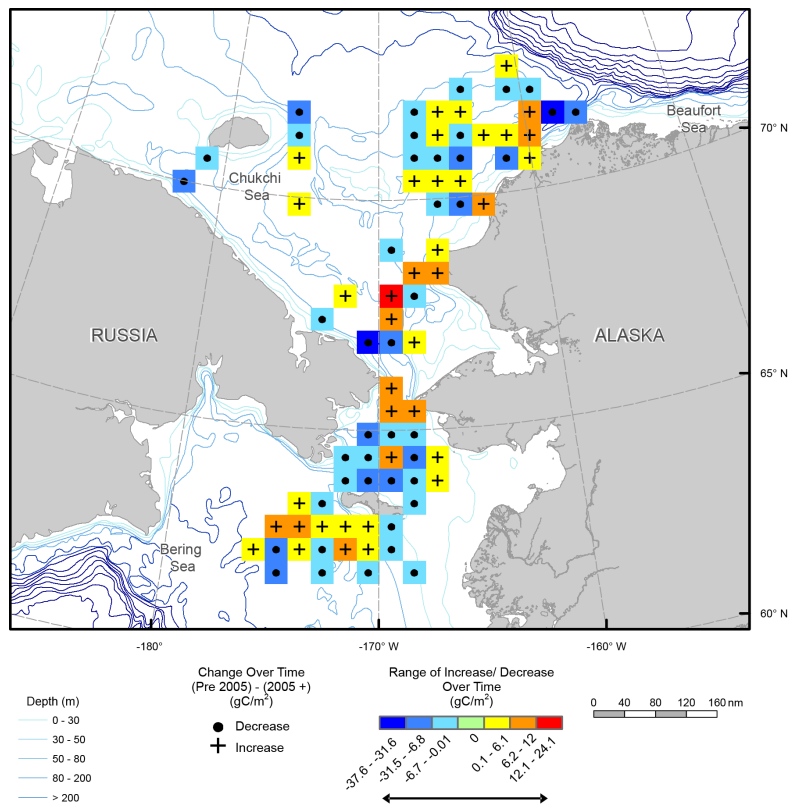 Beaufort
Sea
70° N
Chukchi
Sea
RUSSIA
ALASKA
65° N
Bering
Sea
60° N
-180°
-170° W
-160° W
Depth (m)
0 - 30
30 - 50
50 - 80
80 - 200
> 200
Change Over Time
(Pre 2005) - (2005 +)
(gC/m²)
Decrease
Increase
Range of Increase/ Decrease
Over Time
(gC/m²)
-37.6 - -31.6
-31.5 - -6.8
-6.7 - -0.01
0
0.1 - 6.1
6.2 - 12
12.1 - 24.1
0 40 80 120 160 nm